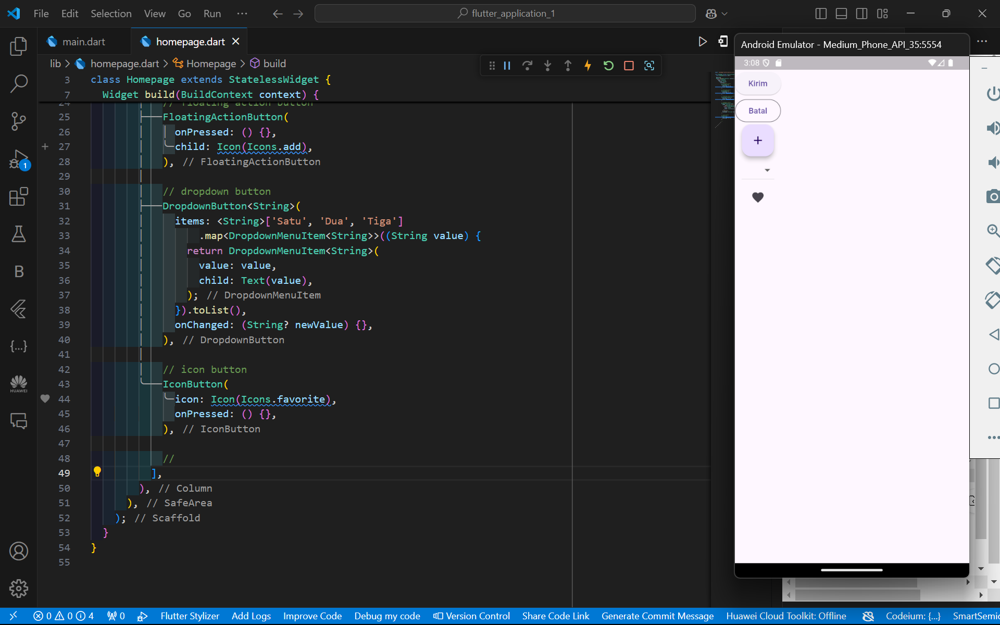 File Edit Selection View Go Run
flutter_application_1
main.dart
homepage.dart
lib > homepage.dart > Homepage > build
3 class Homepage extends StatelessWidget {
7 Widget build(BuildContext context) {
24 // floating action button
25 FloatingActionButton(
26 onPressed: () {},
27 child: Icon(Icons.add),
28 ), // FloatingActionButton
29
30 // dropdown button
31 DropdownButton<String>(
32 items: <String>['Satu', 'Dua', 'Tiga']
33 .map<DropdownMenuItem<String>>((String value) {
34 return DropdownMenuItem<String>(
35 value: value,
36 child: Text(value),
37 ); // DropdownMenuItem
38 }).toList(),
39 onChanged: (String? newValue) {},
40 ), // DropdownButton
41
42 // icon button
43 IconButton(
44 icon: Icon(Icons.favorite),
45 onPressed: () {},
46 ), // IconButton
47
48 //
49 ],
50 ), // Column
51 ), // SafeArea
52 ); // Scaffold
53 }
54 }
55
1
B
{...}
HUAWEI
Android Emulator - Medium_Phone_API_35:5554
3:08
Kirim
Batal
0 0 4 0 Flutter Stylizer Add Logs Improve Code Debug my code Version Control Share Code Link Generate Commit Message Huawei Cloud Toolkit: Offline Codeium: {...} SmartSemic